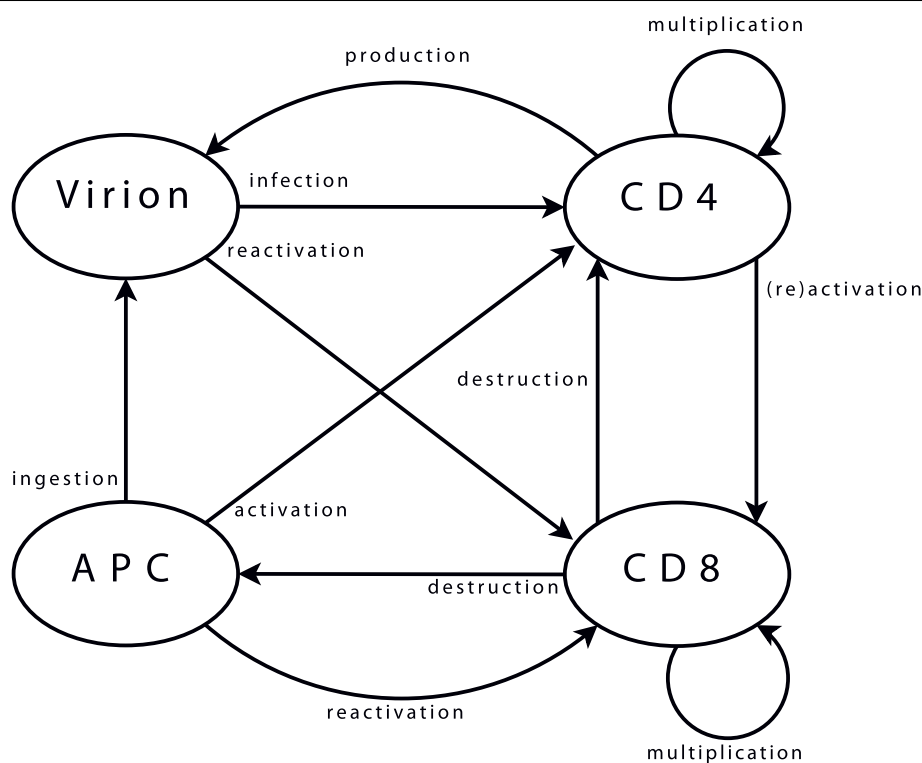 multiplication
production
infection
Virion
CD4
reactivation
(re)activation
destruction
ingestion
activation
APC
CD8
destruction
reactivation
multiplication